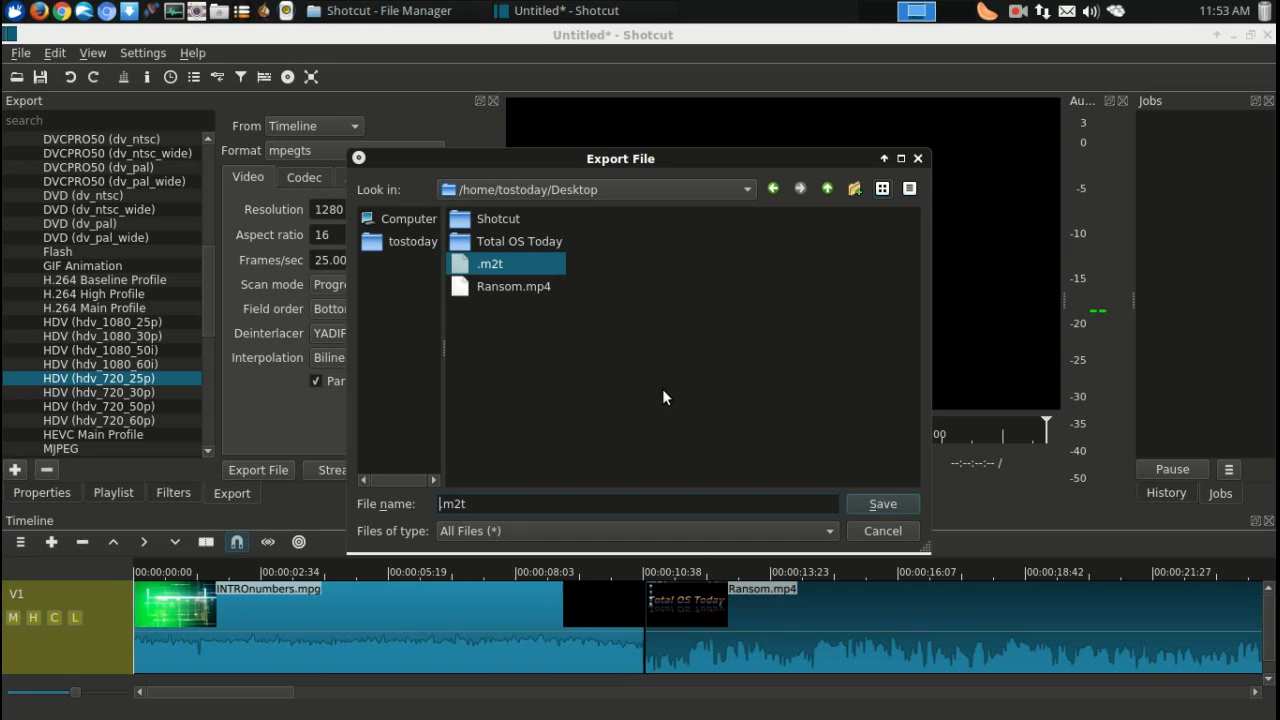 Shotcut - File Manager
Untitled* - Shotcut
11:53 AM
Untitled* - Shotcut
File Edit View Settings Help
Export
search
DVCPRO50 (dv_ntsc)
DVCPRO50 (dv_ntsc_wide)
DVCPRO50 (dv_pal)
DVCPRO50 (dv_pal_wide)
DVD (dv_ntsc)
DVD (dv_ntsc_wide)
DVD (dv_pal)
DVD (dv_pal_wide)
Flash
GIF Animation
H.264 Baseline Profile
H.264 High Profile
H.264 Main Profile
HDV (hdv_1080_25p)
HDV (hdv_1080_30p)
HDV (hdv_1080_50i)
HDV (hdv_1080_60i)
HDV (hdv_720_25p)
HDV (hdv_720_30p)
HDV (hdv_720_50p)
HDV (hdv_720_60p)
HEVC Main Profile
MJPEG
From Timeline
Format mpegts
Video Codec
Resolution 1280
Aspect ratio 16
Frames/sec 25.00
Scan mode Progre
Field order Bottor
Deinterlacer YADIF
Interpolation Biline
Par
Export File Strea
Properties Playlist Filters Export
Export File
Look in: /home/tostoday/Desktop
Computer
tostoday
Shotcut
Total OS Today
.m2t
Ransom.mp4
File name: .m2t
Save
Files of type: All Files (*)
Cancel
00
--:--:--:-- /
Au...
3
0
-5
-10
-15
-20
-25
-30
-35
-40
-50
Jobs
Pause
History Jobs
Timeline
00:00:00:00 00:00:02:34 00:00:05:19 00:00:08:03 00:00:10:38 00:00:13:23 00:00:16:07 00:00:18:42 00:00:21:27
V1
M H C L
INTROnumbers.mpg
Total OS Today
Ransom.mp4